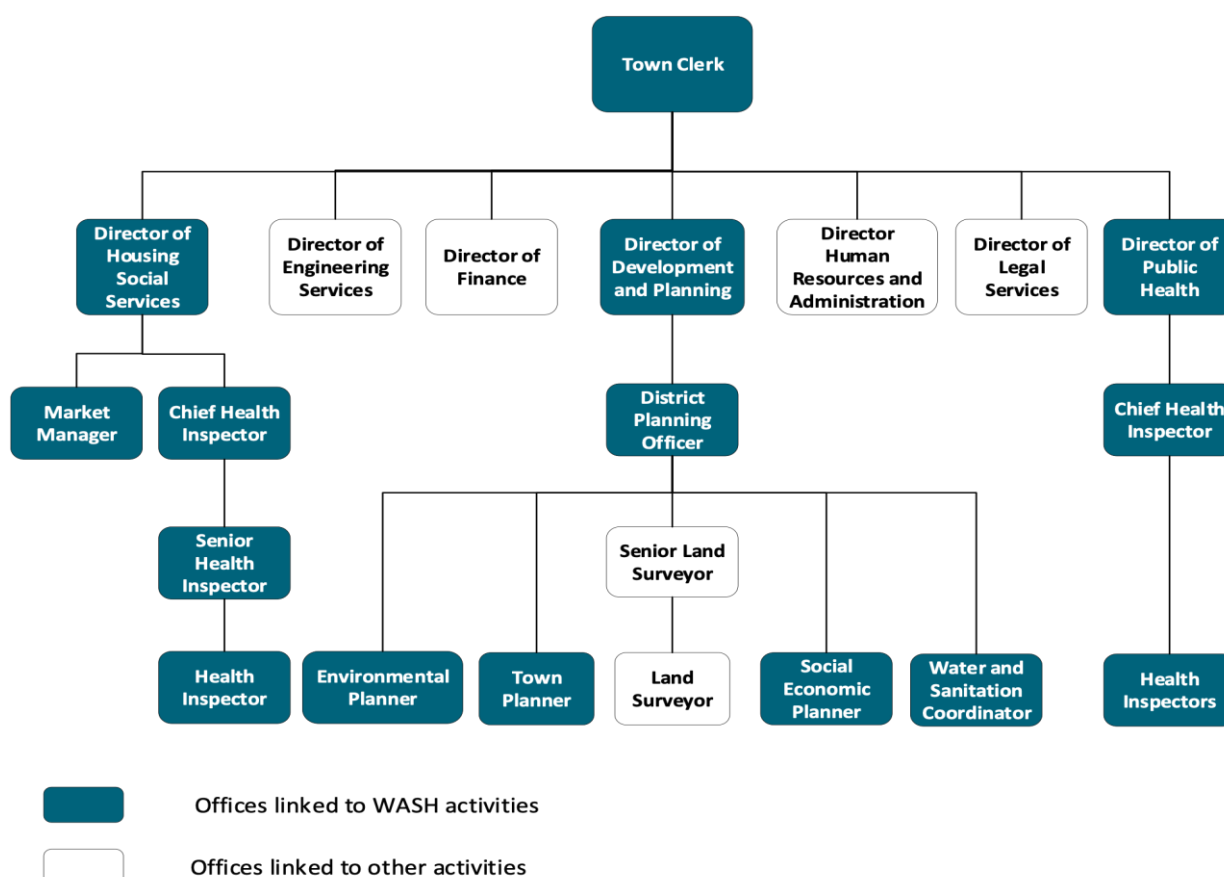 Town Clerk
Director of
Housing
Social
Services
Director of
Engineering
Services
Director of
Finance
Director of
Development
and Planning
Director
Human
Resources and
Administration
Director of
Legal
Services
Director of
Public
Health
Market
Manager
Chief Health
Inspector
District
Planning
Officer
Chief Health
Inspector
Senior
Health
Inspector
Senior Land
Surveyor
Health
Inspector
Environmental
Planner
Town
Planner
Land
Surveyor
Social
Economic
Planner
Water and
Sanitation
Coordinator
Health
Inspectors
Offices linked to WASH activities
Offices linked to other activities